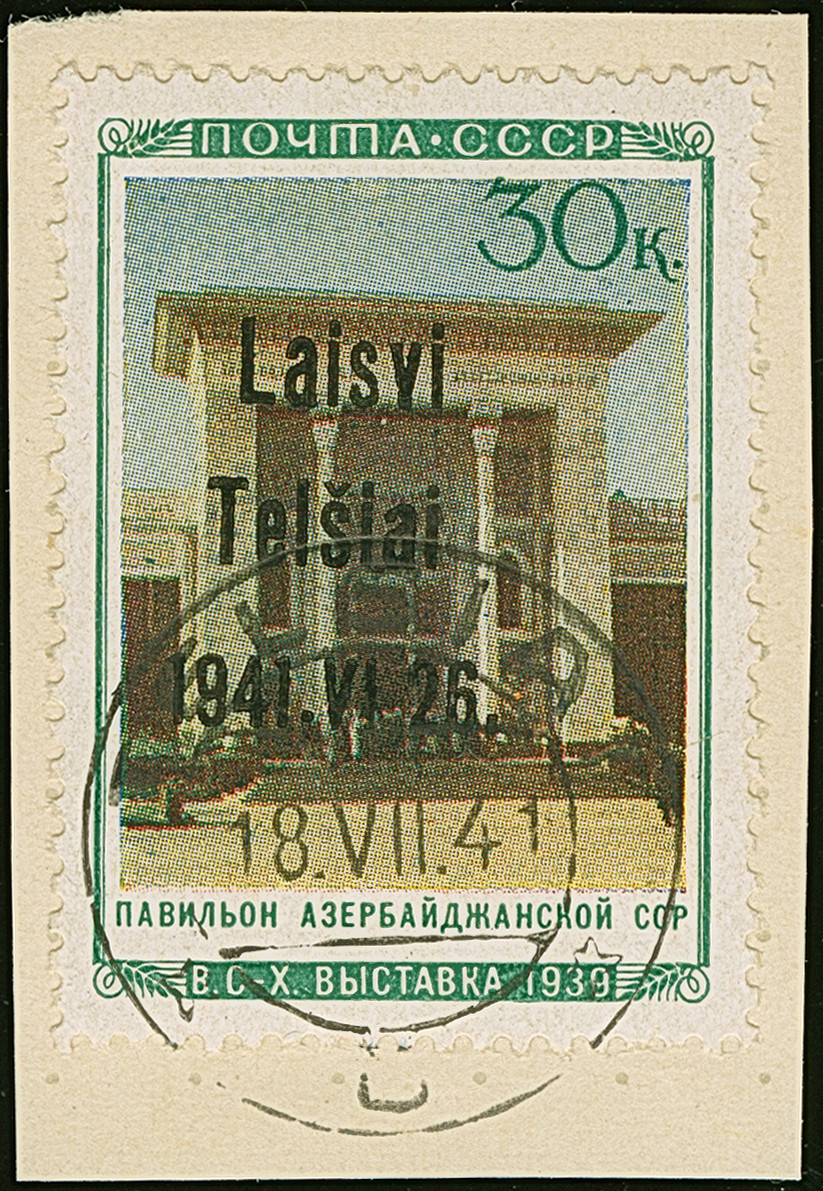 ПОЧТА·СССР
30к.
Laisvi
Telšiai
1941.VI.26.
18.VII.41
ПАВИЛЬОН АЗЕРБАЙДЖАНСКОЙ ССР
В.С-Х. ВЫСТАВКА 1939